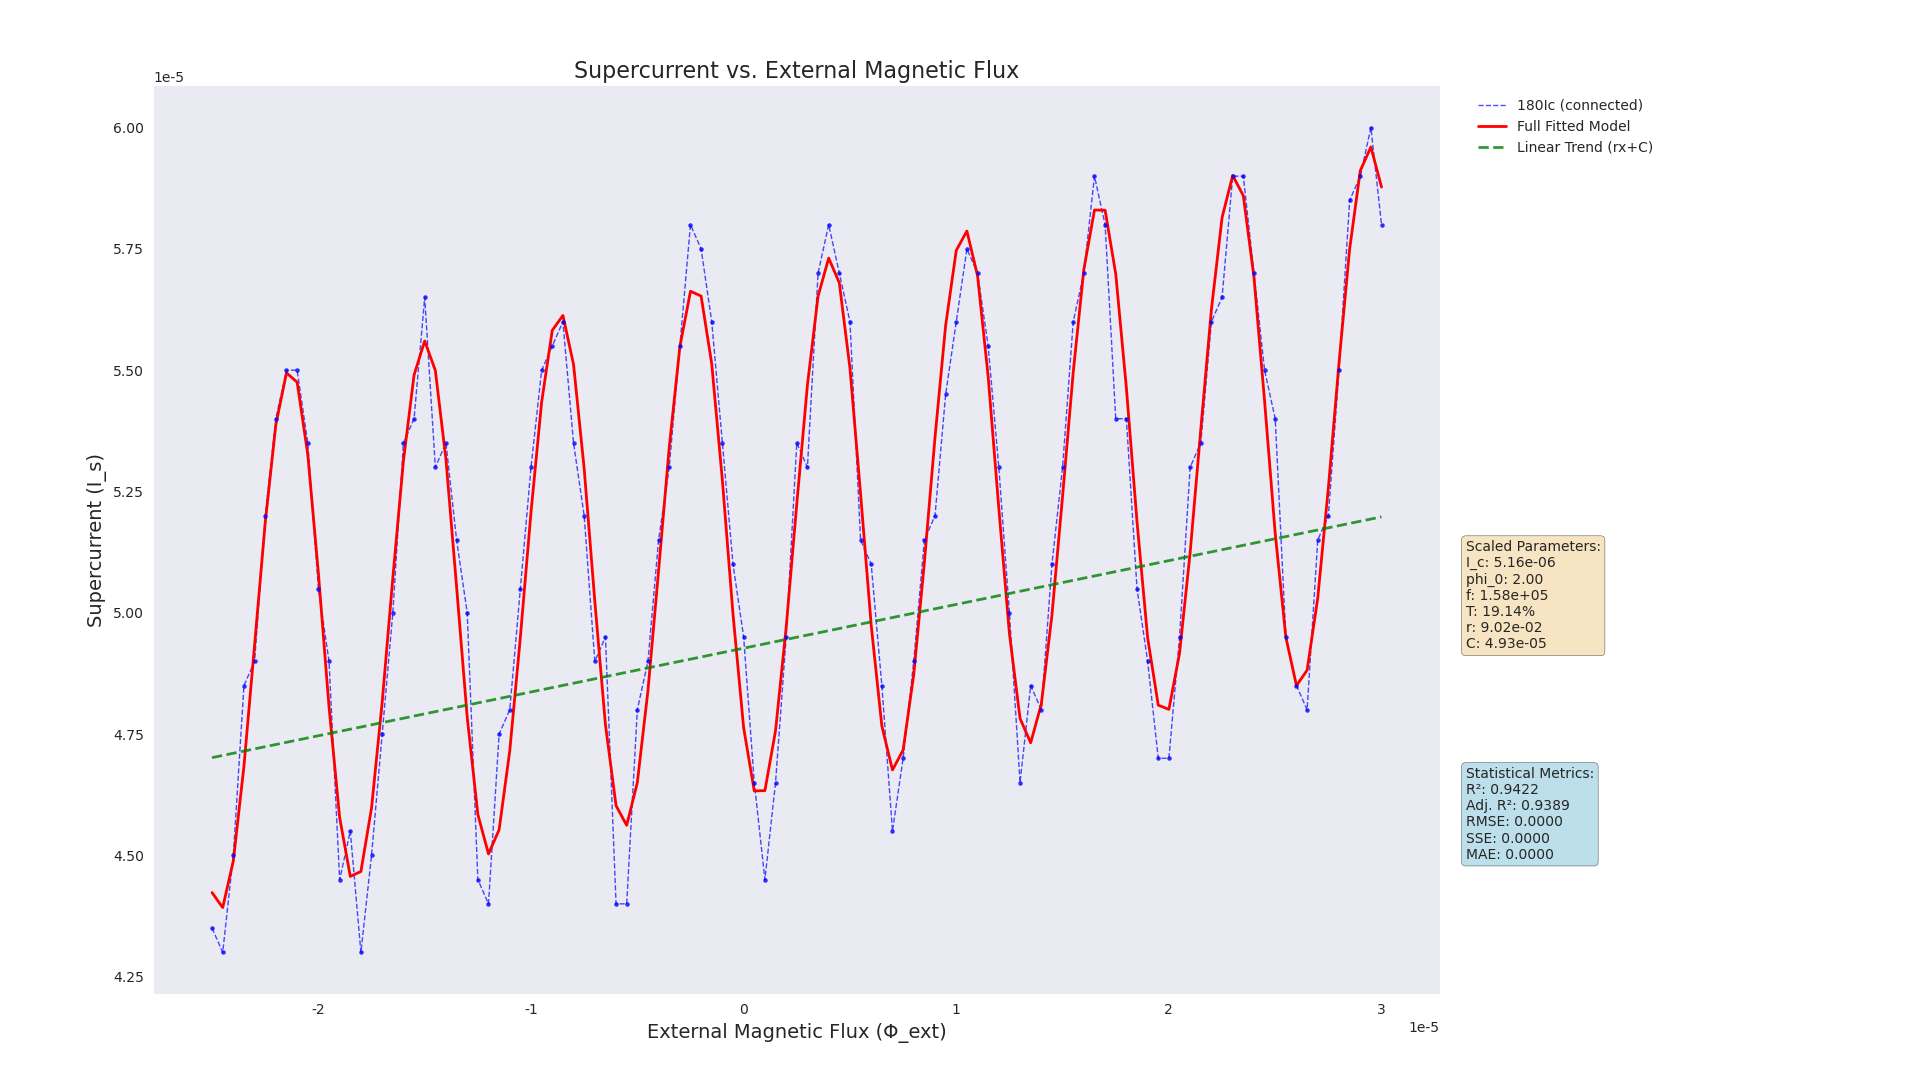 Supercurrent vs. External Magnetic Flux
1e-5
6.00
5.75
5.50
5.25
5.00
4.75
4.50
4.25
Supercurrent (I_s)
-2
-1
0
1
2
3
1e-5
External Magnetic Flux (Φ_ext)
180Ic (connected)
Full Fitted Model
Linear Trend (rx+C)
Scaled Parameters:
I_c: 5.16e-06
phi_0: 2.00
f: 1.58e+05
T: 19.14%
r: 9.02e-02
C: 4.93e-05
Statistical Metrics:
R²: 0.9422
Adj. R²: 0.9389
RMSE: 0.0000
SSE: 0.0000
MAE: 0.0000